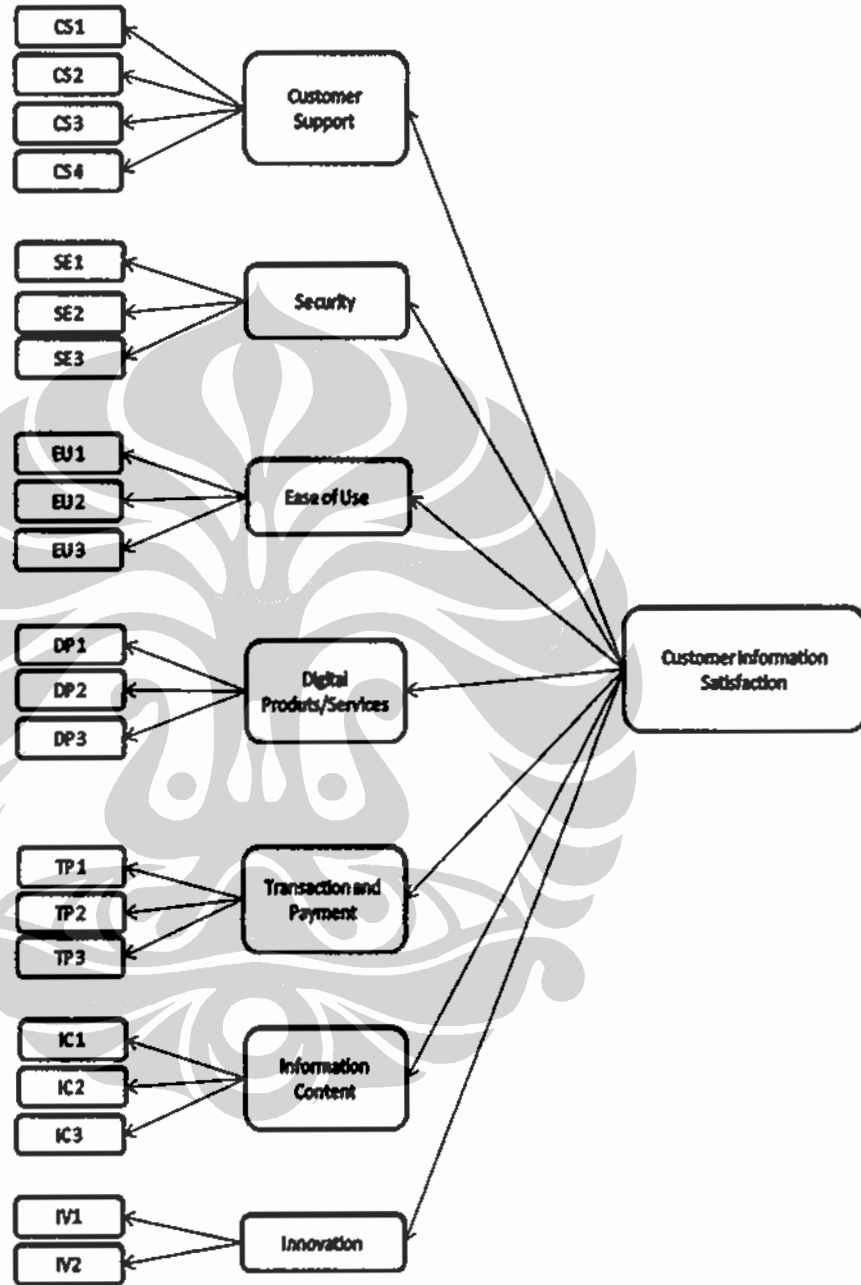 CS1
CS2
CS3
CS4
Customer
Support
SE1
SE2
SE3
Security
EU1
EU2
EU3
Ease of Use
DP1
DP2
DP3
Digital
Produts/Services
Customer Information
Satisfaction
TP1
TP2
TP3
Transaction and
Payment
IC1
IC2
IC3
Information
Content
IV1
IV2
Innovation